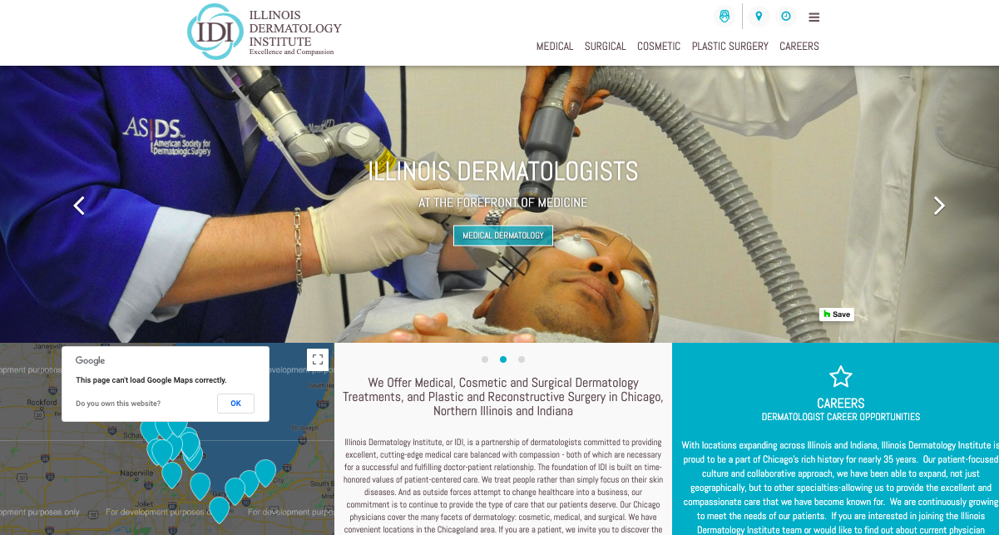 IDI
ILLINOIS
DERMATOLOGY
INSTITUTE
Excellence and Compassion
MEDICAL SURGICAL COSMETIC PLASTIC SURGERY CAREERS
AS|DS
American Society for
Dermatologic Surgery
ILLINOIS DERMATOLOGISTS
AT THE FOREFRONT OF MEDICINE
MEDICAL DERMATOLOGY
Save
Janesville
Google
This page can't load Google Maps correctly.
Do you own this website?
OK
Rockford
Naperville
Joliet
For development purposes only
For development purposes
We Offer Medical, Cosmetic and Surgical Dermatology
Treatments, and Plastic and Reconstructive Surgery in Chicago,
Northern Illinois and Indiana
Illinois Dermatology Institute, or IDI, is a partnership of dermatologists committed to providing
excellent, cutting-edge medical care balanced with compassion - both of which are necessary
for a successful and fulfilling doctor-patient relationship. The foundation of IDI is built on time-
honored values of patient-centered care. We treat people rather than simply focus on their skin
diseases. And as outside forces attempt to change healthcare into a business, our
commitment is to continue to provide the type of care that our patients deserve. Our Chicago
physicians cover the many facets of dermatology: cosmetic, medical, and surgical. We have
convenient locations in the Chicagoland area. If you are a patient, we invite you to discover the
CAREERS
DERMATOLOGIST CAREER OPPORTUNITIES
With locations expanding across Illinois and Indiana, Illinois Dermatology Institute is
proud to be a part of Chicago's rich history for nearly 35 years. Our patient-focused
culture and collaborative approach, we have been able to expand, not just
geographically, but to other specialties-allowing us to provide the excellent and
compassionate care that we have become known for. We are continuously growing
to meet the needs of our patients. If you are interested in joining the Illinois
Dermatology Institute team or would like to find out about current physician